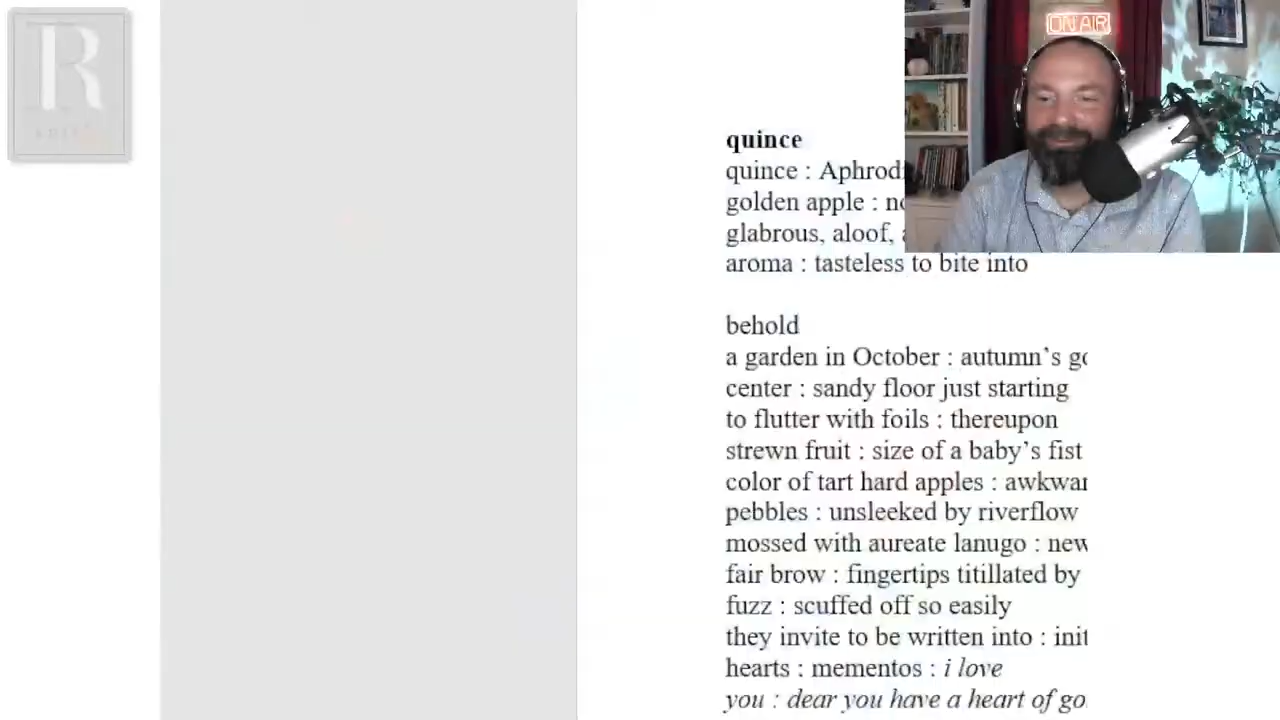 R
ON AIR
quince
quince : Aphrod
golden apple :
glabrous, aloof,
aroma : tasteless to bite into
behold
a garden in October : autumn’s
center : sandy floor just starting
to flutter with foils : thereupon
strewn fruit : size of a baby’s fist
color of tart hard apples :
pebbles : unsleeked by riverflow
mossed with aureate lanugo : new
fair brow : fingertips titillated by
fuzz : scuffed off so easily
they invite to be written into : init
hearts : mementos : i love
you : dear you have a heart of go